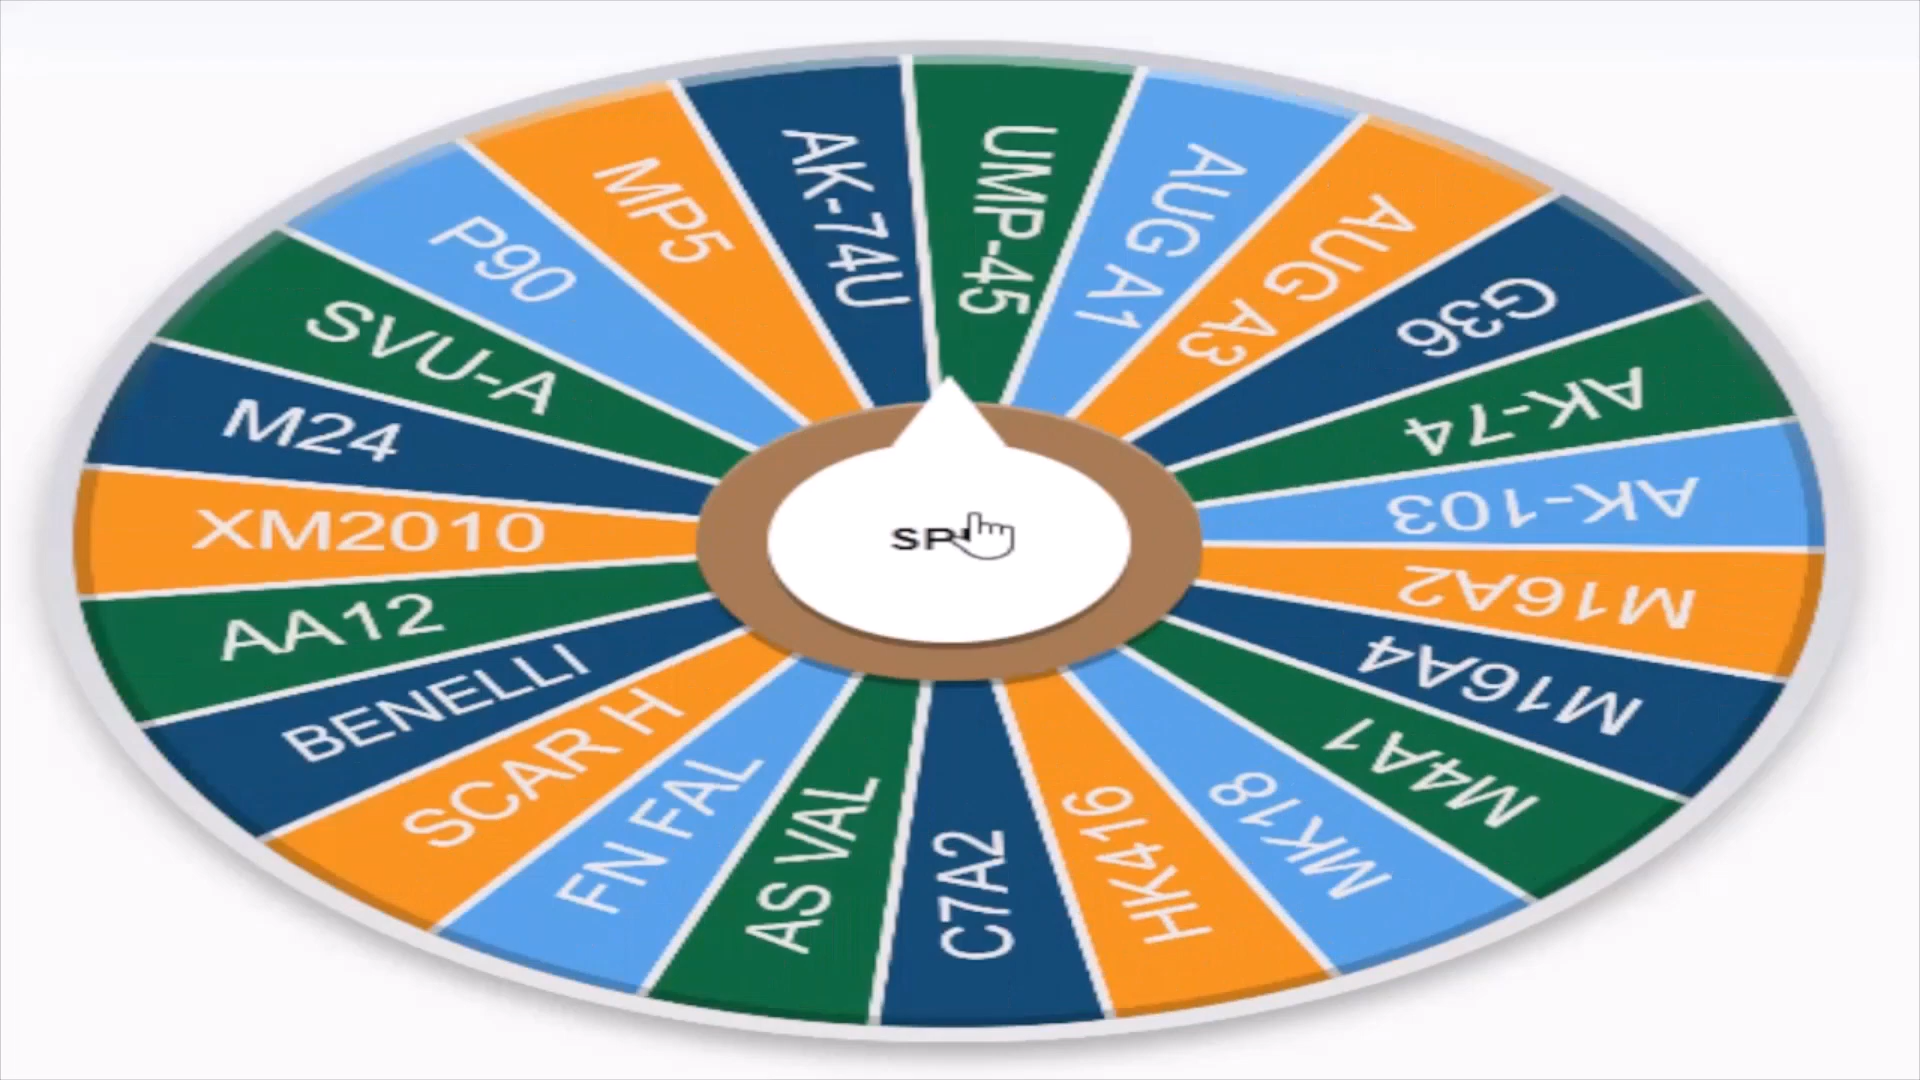 UMP-45
AUG A1
AUG A3
G36
AK-74
AK-103
M16A2
M16A4
M4A1
MK18
HK416
C7A2
AS VAL
FN FAL
SCAR H
BENELLI
AA12
XM2010
M24
SVU-A
P90
MP5
AK-74U